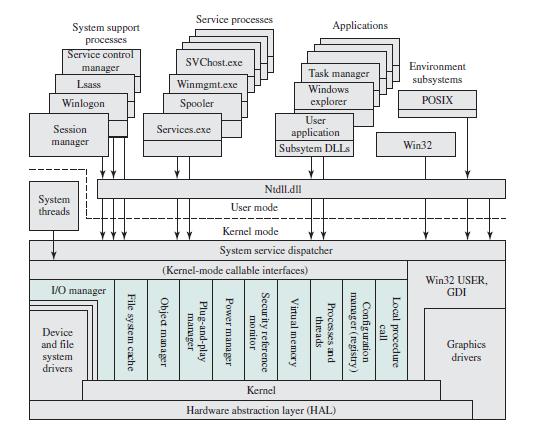 System support
processes
Service processes
Applications
Service control
manager
Lsass
Winlogon
Session
manager
SVChost.exe
Winmgmt.exe
Spooler
Services.exe
Task manager
Windows
explorer
User
application
Subsytem DLLs
Environment
subsystems
POSIX
Win32
System
threads
Ntdll.dll
User mode
Kernel mode
System service dispatcher
(Kernel-mode callable interfaces)
Win32 USER,
GDI
I/O manager
Device
and file
system
drivers
File system cache
Object manager
Plug-and-play
manager
Power manager
Security reference
monitor
Virtual memory
Processes and
threads
Configuration
manager (registry)
Local procedure
call
Graphics
drivers
Kernel
Hardware abstraction layer (HAL)